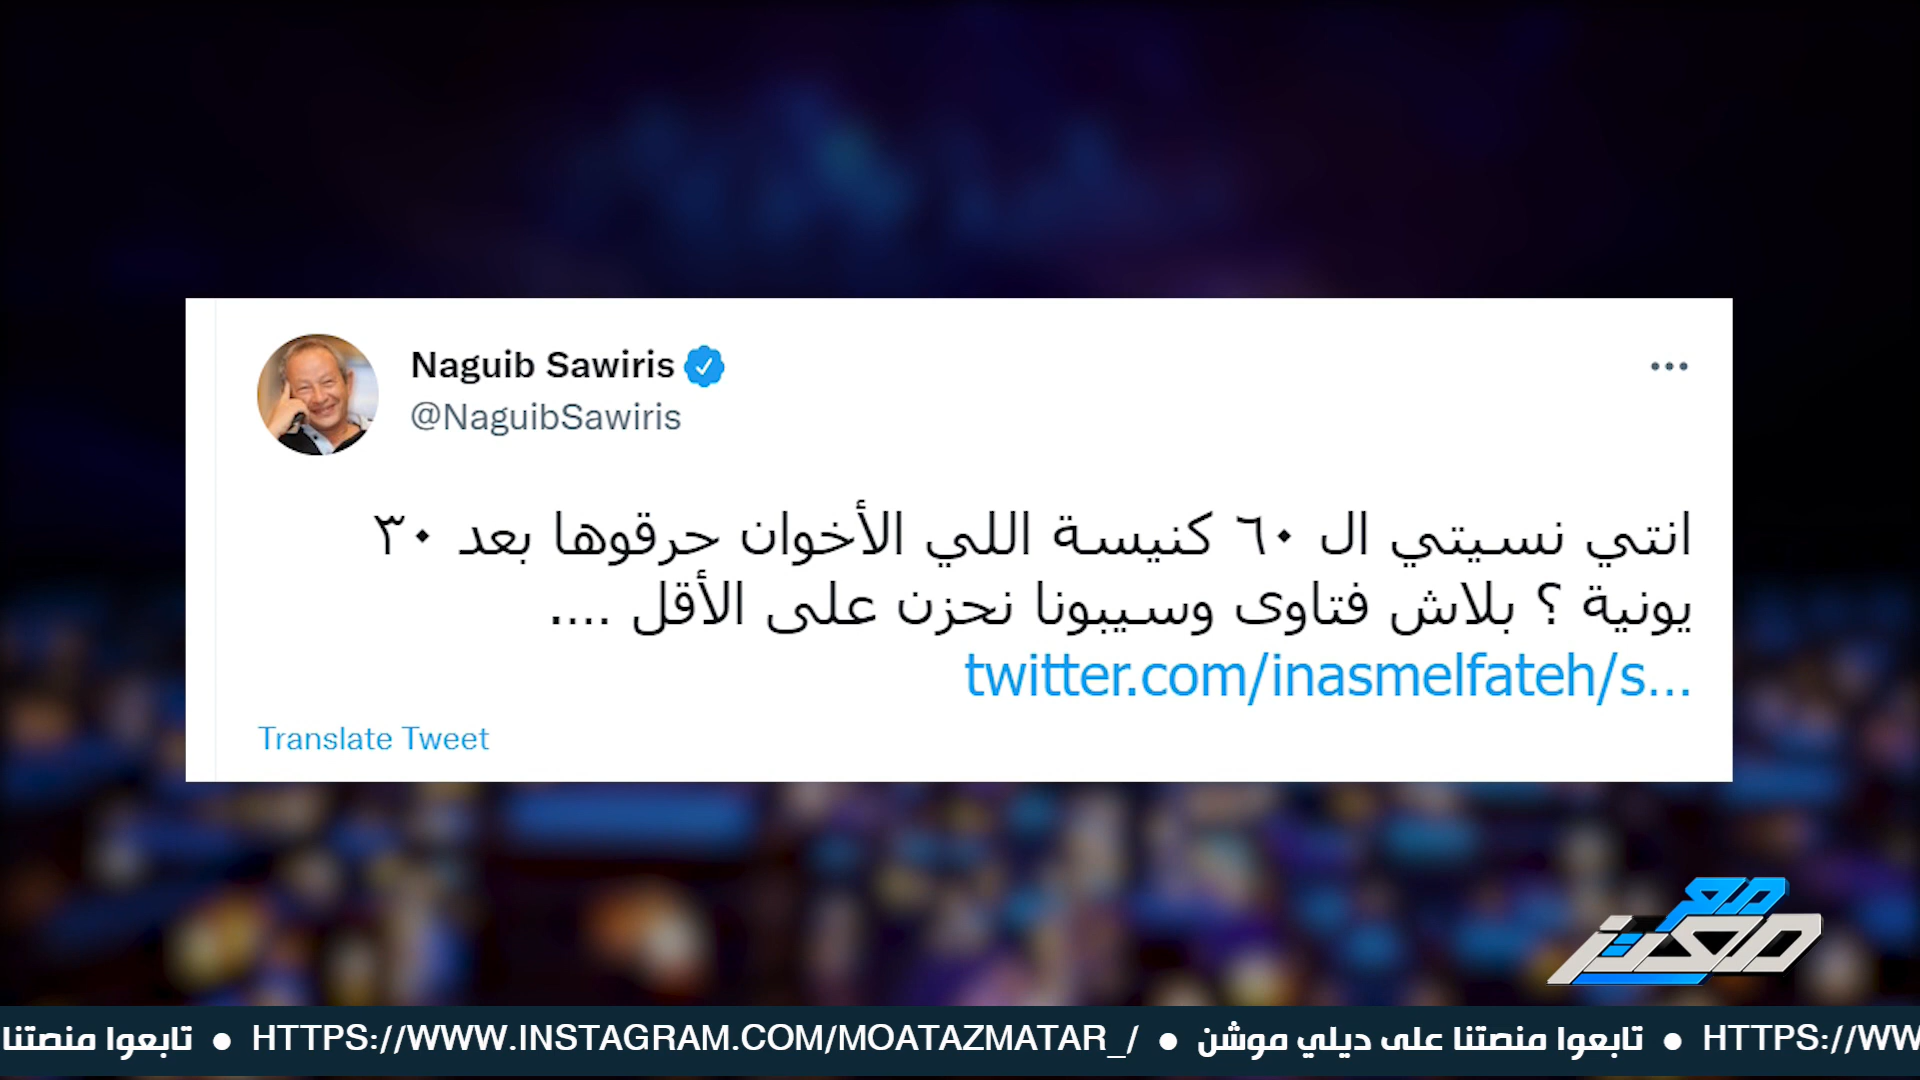 Naguib Sawiris
@NaguibSawiris
انتي نسيتي ال ٦٠ كنيسة اللي الأخوان حرقوها بعد ٣٠
يونية ؟ بلاش فتاوى وسيبونا نحزن على الأقل ....
twitter.com/inasmelfateh/s...
Translate Tweet
مع معتز
تابعوا منصتنا ● HTTPS://WWW.INSTAGRAM.COM/MOATAZMATAR_/ ● تابعوا منصتنا على ديلي موشن ● HTTPS://WW